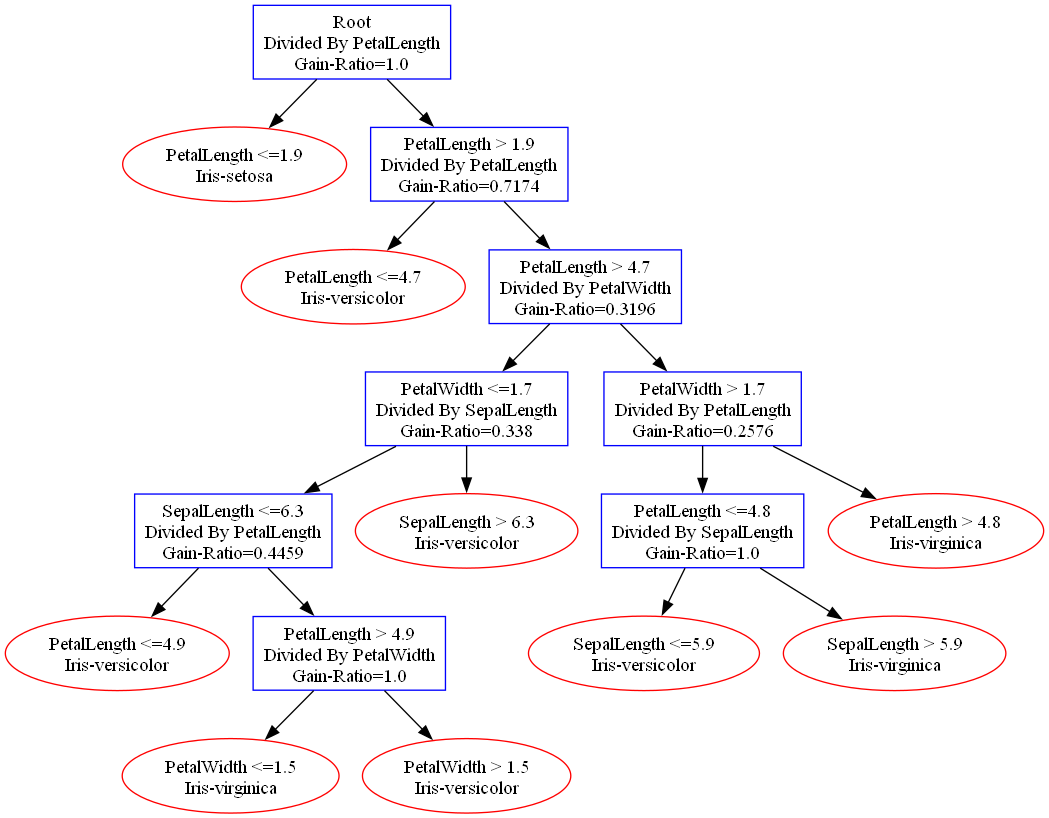 Root
Divided By PetalLength
Gain-Ratio=1.0
PetalLength <=1.9
Iris-setosa
PetalLength > 1.9
Divided By PetalLength
Gain-Ratio=0.7174
PetalLength <=4.7
Iris-versicolor
PetalLength > 4.7
Divided By PetalWidth
Gain-Ratio=0.3196
PetalWidth <=1.7
Divided By SepalLength
Gain-Ratio=0.338
PetalWidth > 1.7
Divided By PetalLength
Gain-Ratio=0.2576
SepalLength <=6.3
Divided By PetalLength
Gain-Ratio=0.4459
SepalLength > 6.3
Iris-versicolor
PetalLength <=4.8
Divided By SepalLength
Gain-Ratio=1.0
PetalLength > 4.8
Iris-virginica
PetalLength <=4.9
Iris-versicolor
PetalLength > 4.9
Divided By PetalWidth
Gain-Ratio=1.0
SepalLength <=5.9
Iris-versicolor
SepalLength > 5.9
Iris-virginica
PetalWidth <=1.5
Iris-virginica
PetalWidth > 1.5
Iris-versicolor